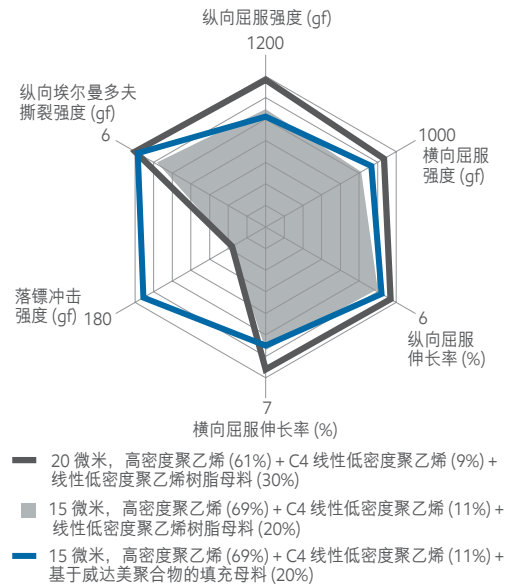 纵向屈服强度 (gf)
1200
纵向埃尔曼多夫
撕裂强度 (gf)
6
1000
横向屈服
强度 (gf)
落镖冲击
强度 (gf) 180
6
纵向屈服
伸长率 (%)
7
横向屈服伸长率 (%)
20 微米，高密度聚乙烯 (61%) + C4 线性低密度聚乙烯 (9%) +
线性低密度聚乙烯树脂母料 (30%)
15 微米，高密度聚乙烯 (69%) + C4 线性低密度聚乙烯 (11%) +
线性低密度聚乙烯树脂母料 (20%)
15 微米，高密度聚乙烯 (69%) + C4 线性低密度聚乙烯 (11%) +
基于威达美聚合物的填充母料 (20%)